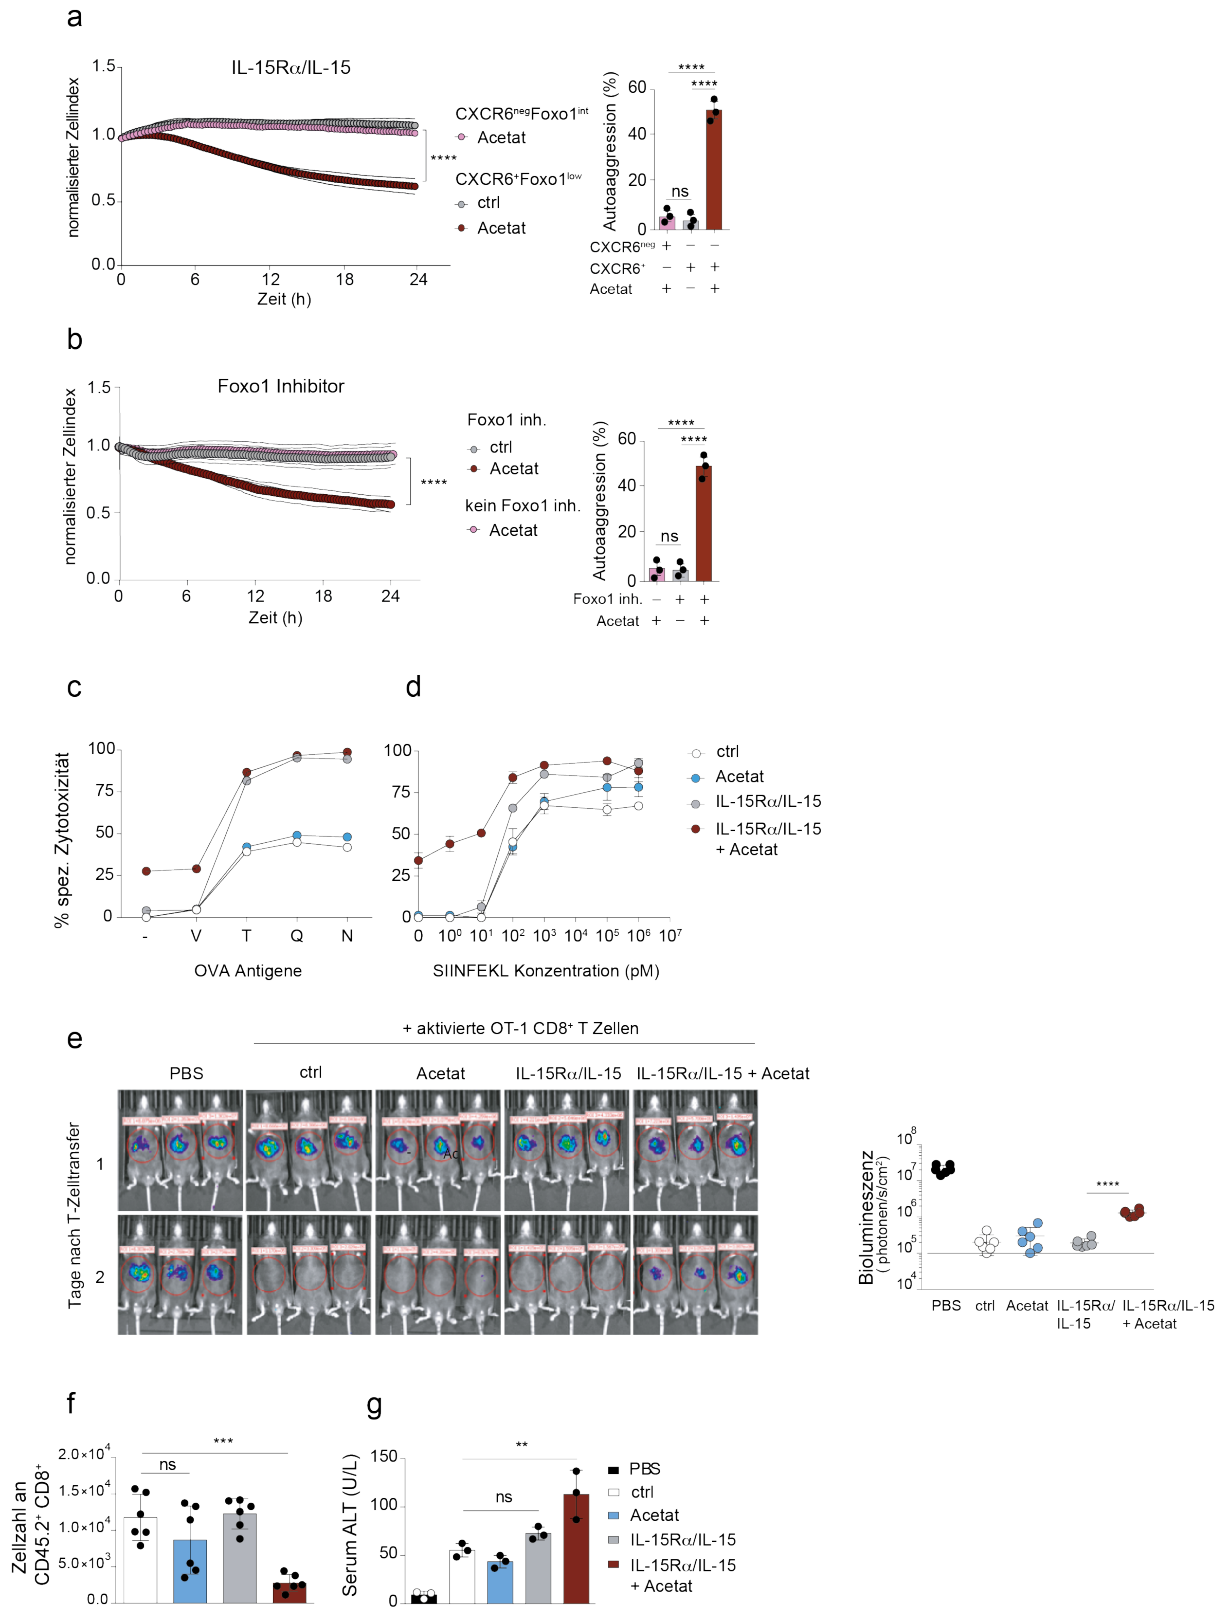 a
IL-15Rα/IL-15
normalisierter Zellindex
1.5
1.0
0.5
0.0
0 6 12 18 24
Zeit (h)
****
CXCR6ⁿᵉᵍFoxo1ⁱⁿᵗ
Acetat
CXCR6⁺Foxo1ˡᵒʷ
ctrl
Acetat
Autoaaggression (%)
60
40
20
0
****
****
ns
CXCR6ⁿᵉᵍ + − −
CXCR6⁺ − + +
Acetat + − +
b
Foxo1 Inhibitor
normalisierter Zellindex
1.5
1.0
0.5
0.0
0 6 12 18 24
Zeit (h)
****
Foxo1 inh.
ctrl
Acetat
kein Foxo1 inh.
Acetat
Autoaaggression (%)
60
40
20
0
****
****
ns
Foxo1 inh. − + +
Acetat + − +
c
% spez. Zytotoxizität
100
75
50
25
0
- V T Q N
OVA Antigene
d
100
75
50
25
0
0 10⁰ 10¹ 10² 10³ 10⁴ 10⁵ 10⁶ 10⁷
SIINFEKL Konzentration (pM)
ctrl
Acetat
IL-15Rα/IL-15
IL-15Rα/IL-15
+ Acetat
e
+ aktivierte OT-1 CD8⁺ T Zellen
PBS ctrl Acetat IL-15Rα/IL-15 IL-15Rα/IL-15 + Acetat
Tage nach T-Zelltransfer
1
Ac
2
Biolumineszenz
( photonen/s/cm²)
10⁸
10⁷
10⁶
10⁵
10⁴
****
PBS ctrl Acetat IL-15Rα/ IL-15Rα/IL-15
IL-15 + Acetat
f
Zellzahl an
CD45.2⁺ CD8⁺
2.0×10⁴
1.5×10⁴
1.0×10⁴
5.0×10³
0.0
***
ns
g
Serum ALT (U/L)
150
100
50
0
**
ns
PBS
ctrl
Acetat
IL-15Rα/IL-15
IL-15Rα/IL-15
+ Acetat